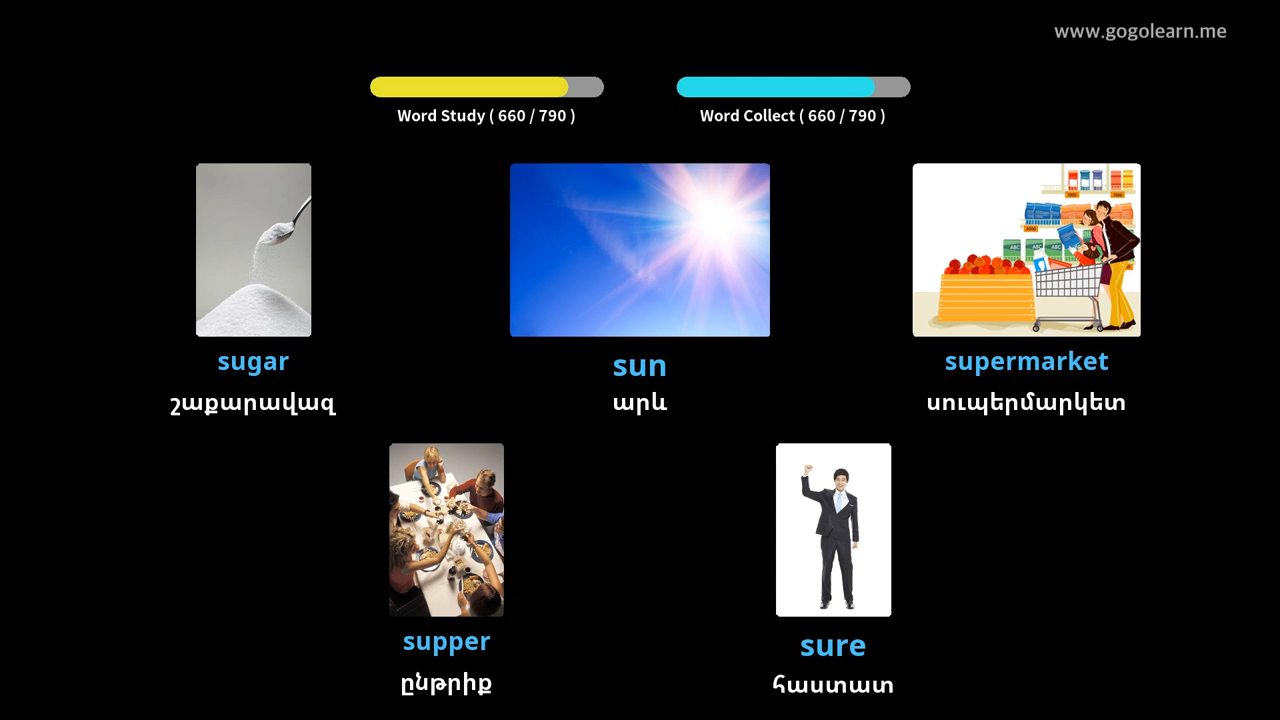 www.gogolearn.me
Word Study ( 660 / 790 )
Word Collect ( 660 / 790 )
sugar
sun
supermarket
շաքարավազ
արև
սուպերմարկետ
supper
sure
ընթրիք
հաստատ